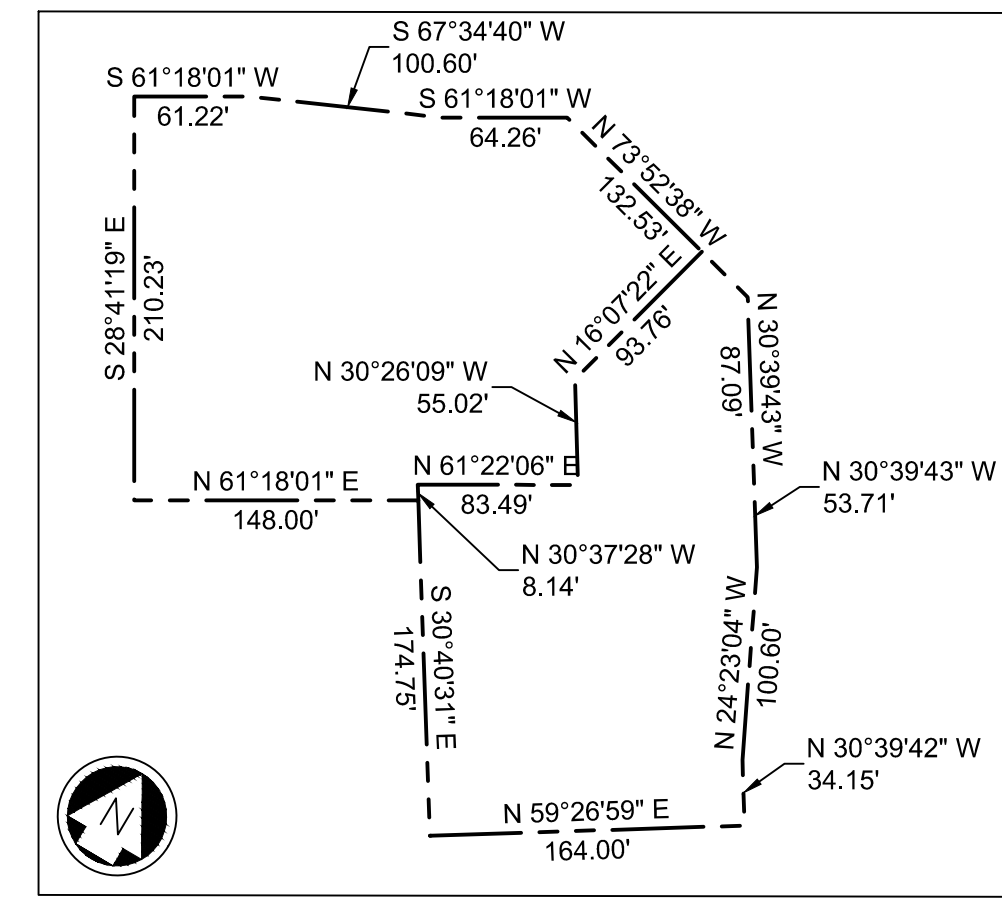 S 67°34'40" W
100.60'
S 61°18'01" W
61.22'
S 61°18'01" W
64.26'
N 73°52'38" W
132.53'
N 16°07'22" E
93.76'
S 28°41'19" E
210.23'
N 30°39'43" W
87.09'
N 30°26'09" W
55.02'
N 61°22'06" E
83.49'
N 61°18'01" E
148.00'
N 30°39'43" W
53.71'
N 30°37'28" W
8.14'
S 30°40'31" E
174.75'
N 24°23'04" W
100.60'
N 30°39'42" W
34.15'
N 59°26'59" E
164.00'
N